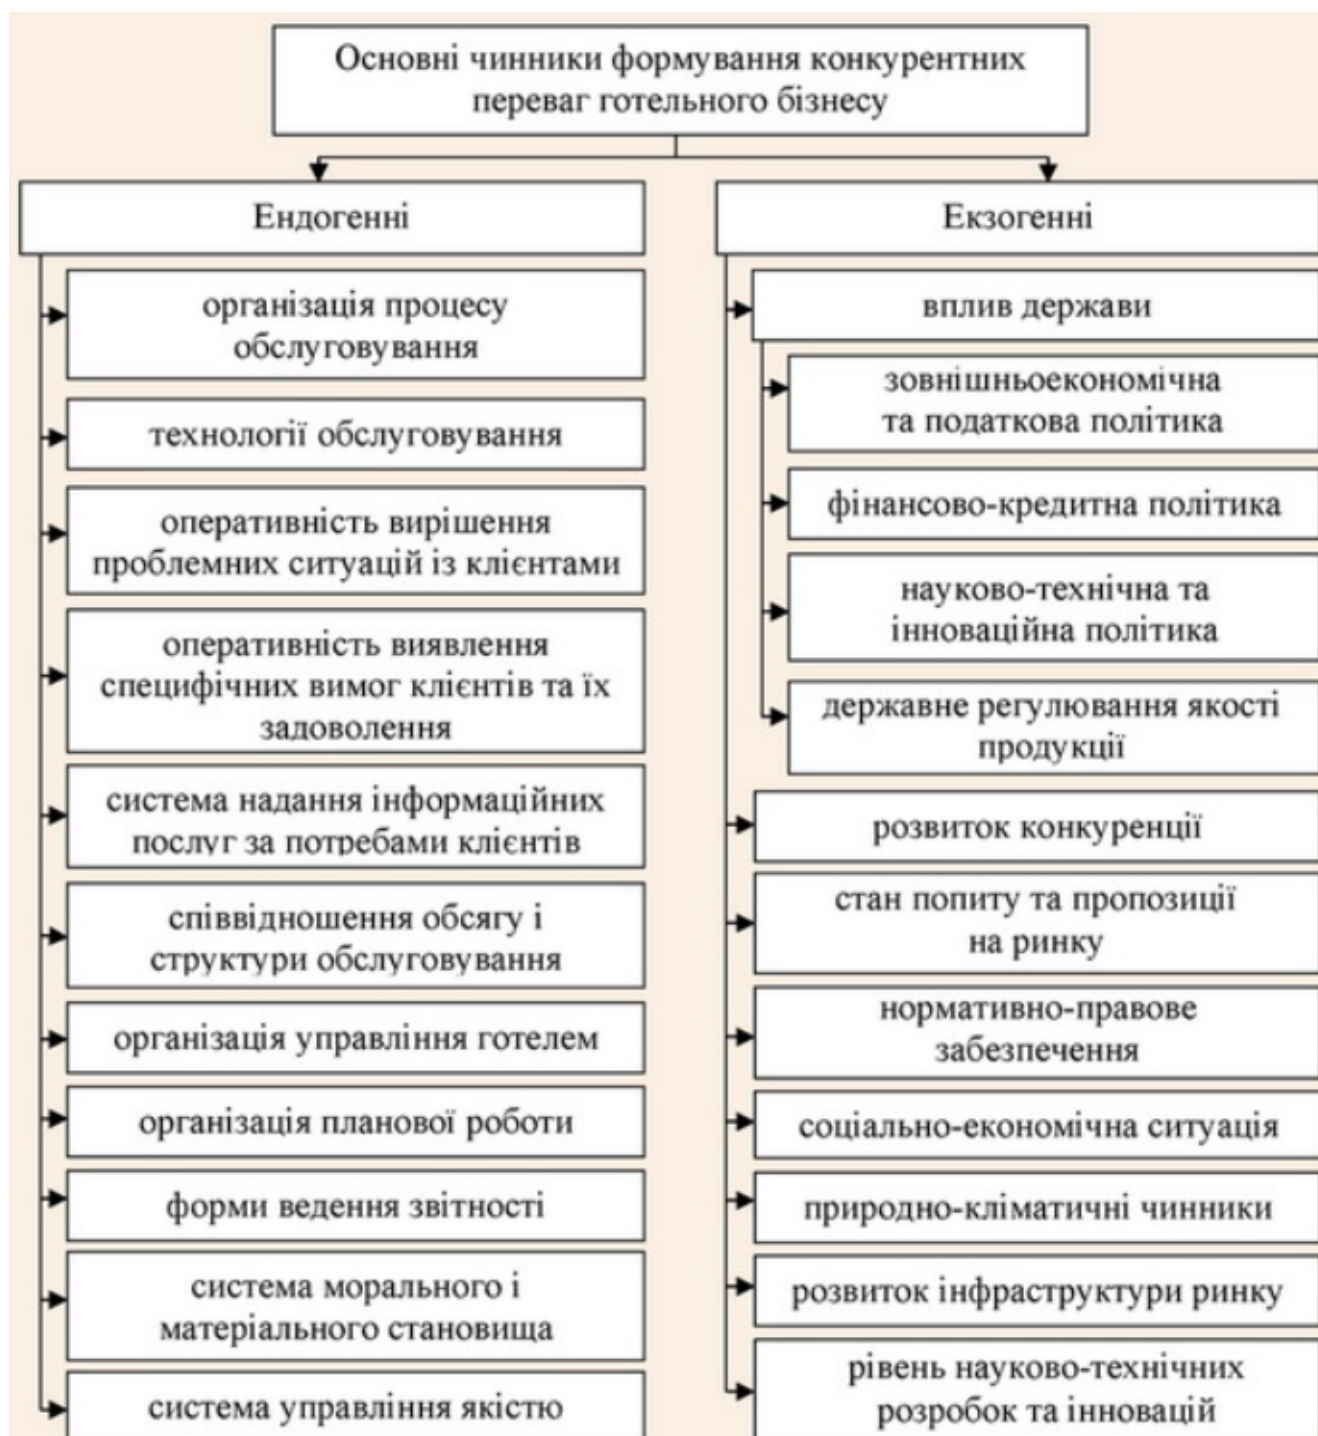 Основні чинники формування конкурентних
переваг готельного бізнесу
Ендогенні
організація процесу
обслуговування
технології обслуговування
оперативність вирішення
проблемних ситуацій із клієнтами
оперативність виявлення
специфічних вимог клієнтів та їх
задоволення
система надання інформаційних
послуг за потребами клієнтів
співвідношення обсягу і
структури обслуговування
організація управління готелем
організація планової роботи
форми ведення звітності
система морального і
матеріального становища
система управління якістю
Екзогенні
вплив держави
зовнішньоекономічна
та податкова політика
фінансово-кредитна політика
науково-технічна та
інноваційна політика
державне регулювання якості
продукції
розвиток конкуренції
стан попиту та пропозиції
на ринку
нормативно-правове
забезпечення
соціально-економічна ситуація
природно-кліматичні чинники
розвиток інфраструктури ринку
рівень науково-технічних
розробок та інновацій